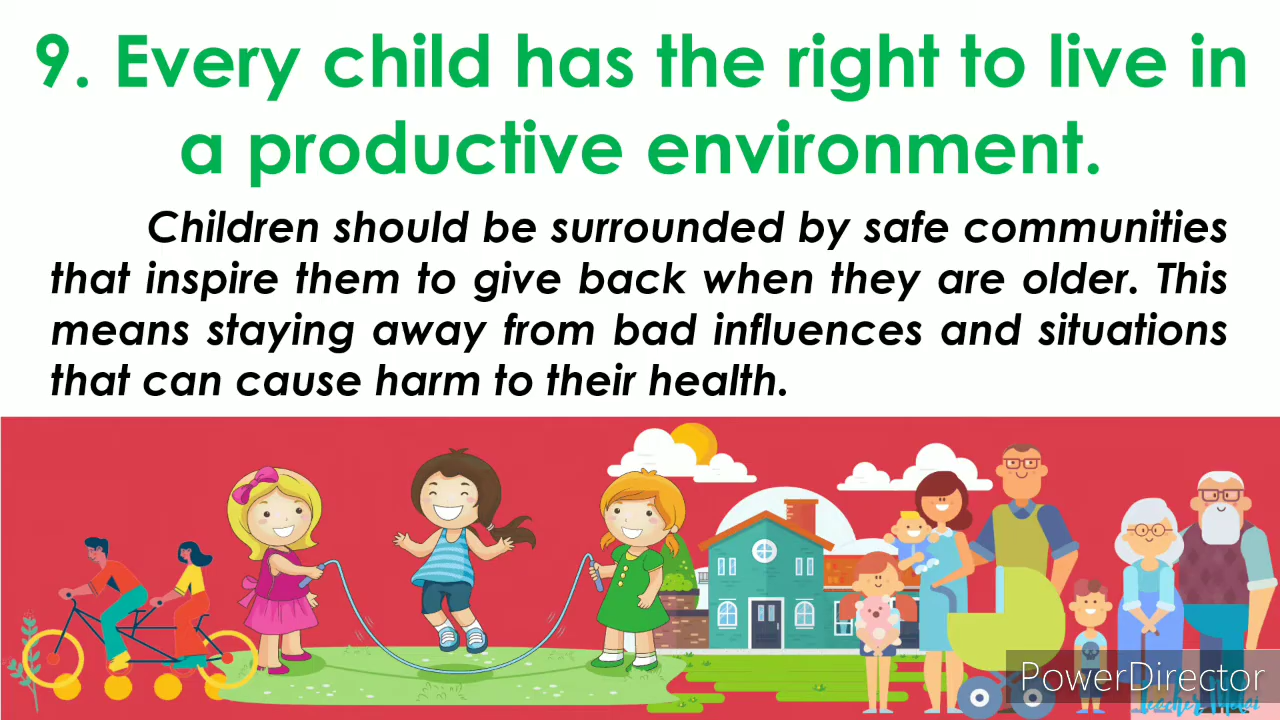 9. Every child has the right to live in
a productive environment.
Children should be surrounded by safe communities
that inspire them to give back when they are older. This
means staying away from bad influences and situations
that can cause harm to their health.
PowerDirector
Teacher